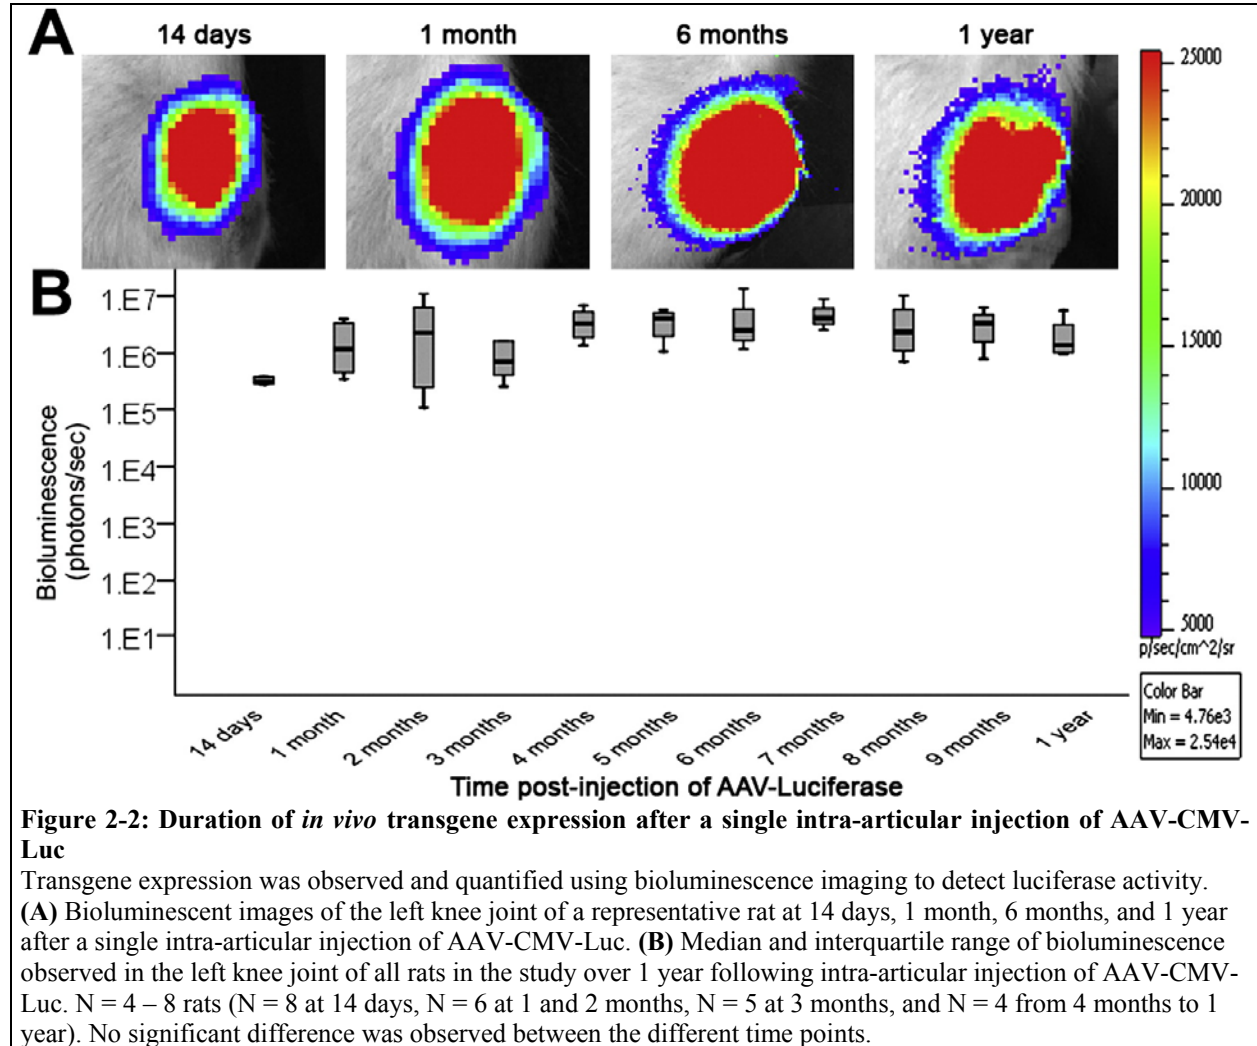 A
14 days
1 month
6 months
1 year
25000
20000
15000
10000
5000
p/sec/cm^2/sr
Color Bar
Min = 4.76e3
Max = 2.54e4
B
1.E7
1.E6
1.E5
1.E4
1.E3
1.E2
1.E1
Bioluminescence
(photons/sec)
14 days
1 month
2 months
3 months
4 months
5 months
6 months
7 months
8 months
9 months
1 year
Time post-injection of AAV-Luciferase
Figure 2-2: Duration of in vivo transgene expression after a single intra-articular injection of AAV-CMV-
Luc
Transgene expression was observed and quantified using bioluminescence imaging to detect luciferase activity.
(A) Bioluminescent images of the left knee joint of a representative rat at 14 days, 1 month, 6 months, and 1 year
after a single intra-articular injection of AAV-CMV-Luc. (B) Median and interquartile range of bioluminescence
observed in the left knee joint of all rats in the study over 1 year following intra-articular injection of AAV-CMV-
Luc. N = 4 – 8 rats (N = 8 at 14 days, N = 6 at 1 and 2 months, N = 5 at 3 months, and N = 4 from 4 months to 1
year). No significant difference was observed between the different time points.